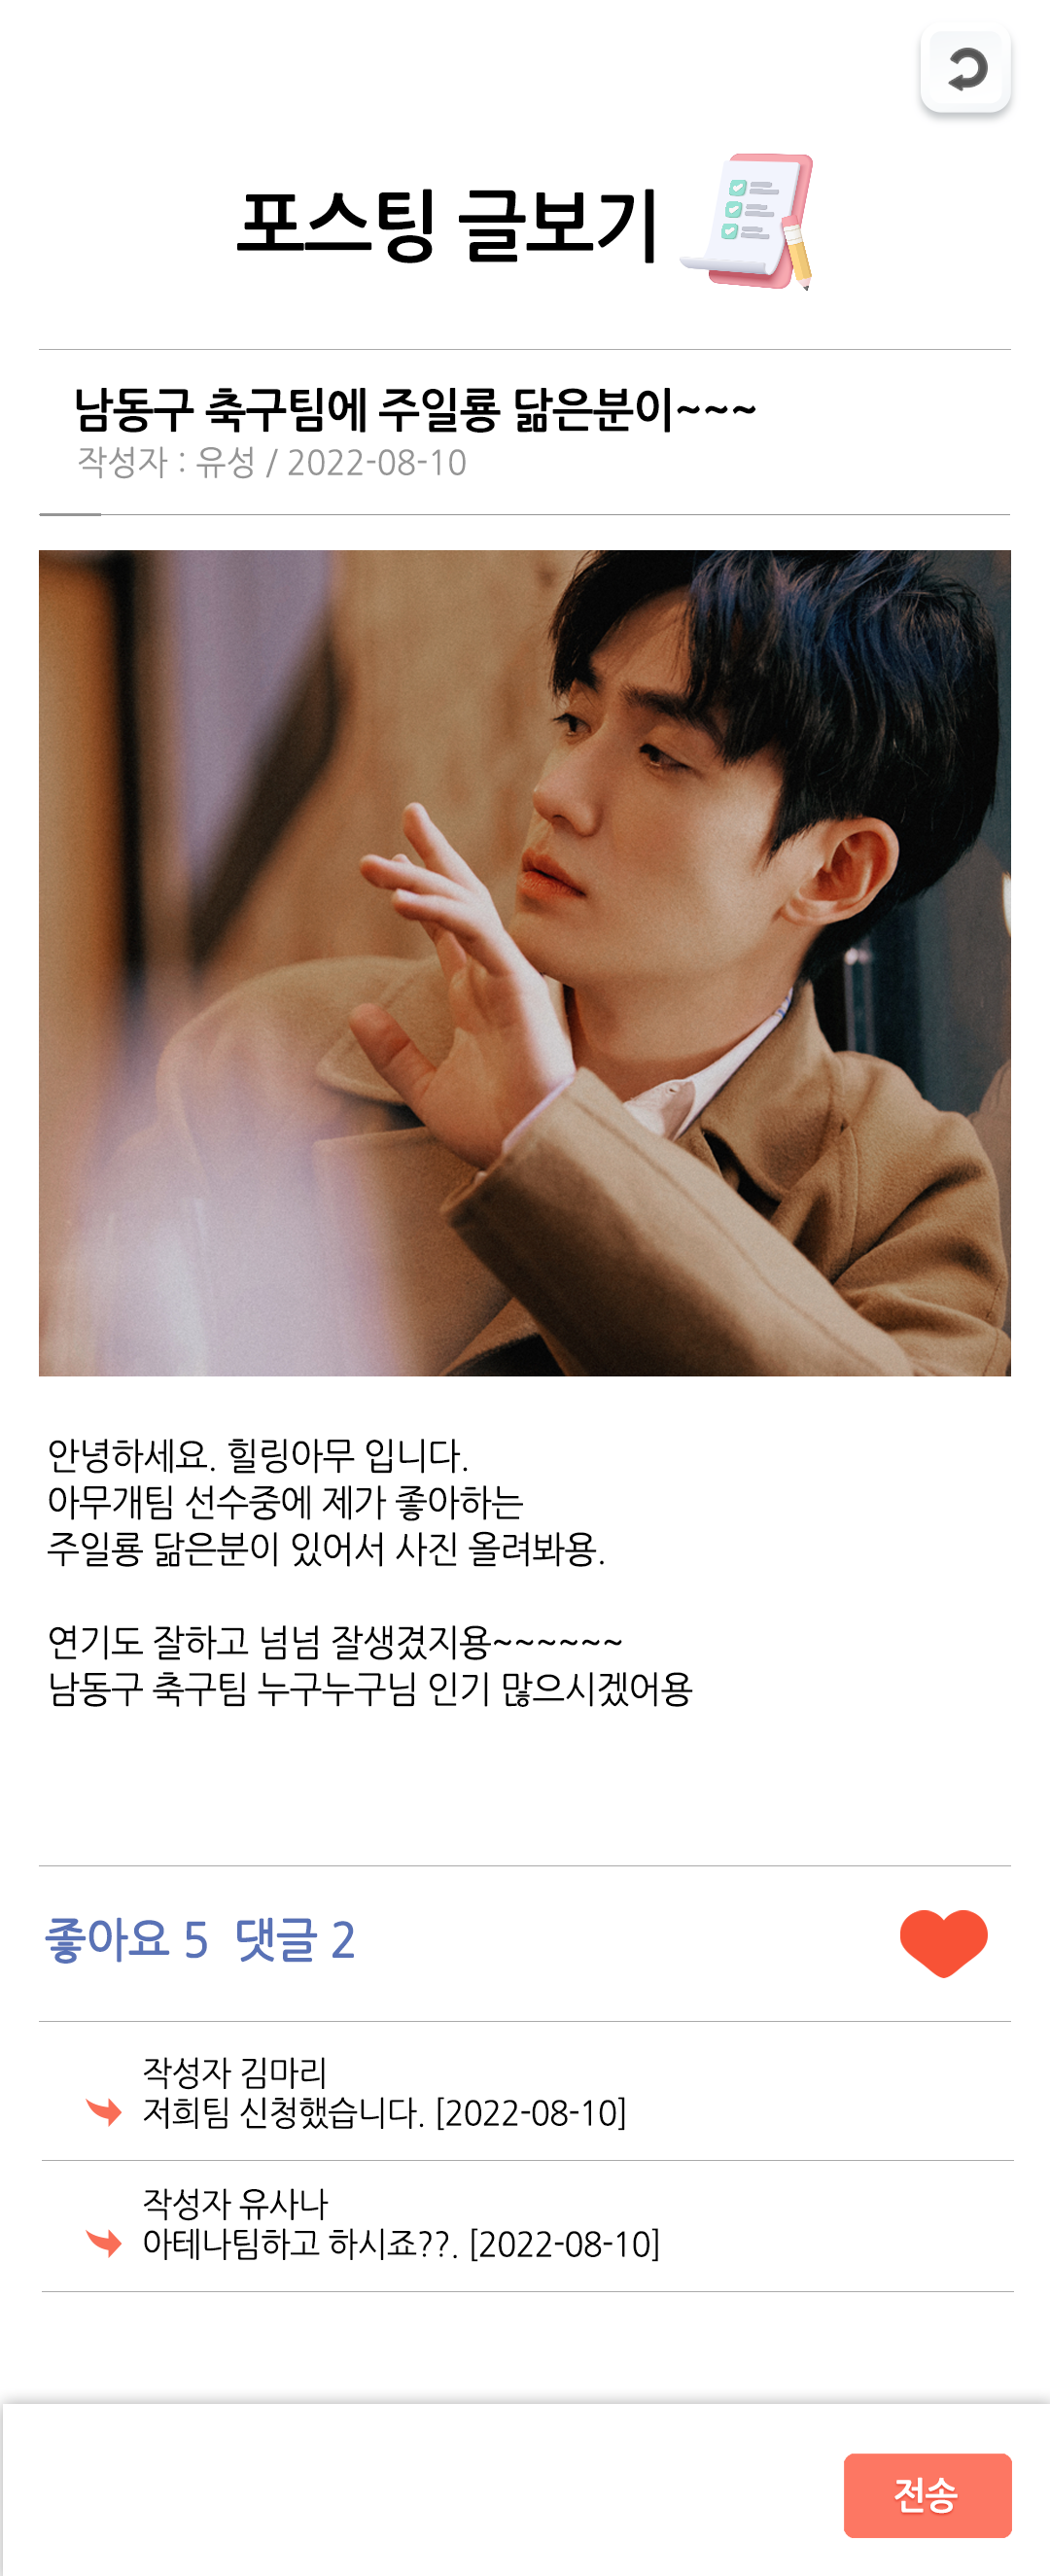 포스팅 글보기
남동구 축구팀에 주일룡 닮은분이~~~
작성자 : 유성 / 2022-08-10
안녕하세요. 힐링아무 입니다.
아무개팀 선수중에 제가 좋아하는
주일룡 닮은분이 있어서 사진 올려봐용.
연기도 잘하고 넘넘 잘생겼지용~~~~~~
남동구 축구팀 누구누구님 인기 많으시겠어용
좋아요 5 댓글 2
작성자 김마리
저희팀 신청했습니다. [2022-08-10]
작성자 유사나
아테나팀하고 하시죠??. [2022-08-10]
전송